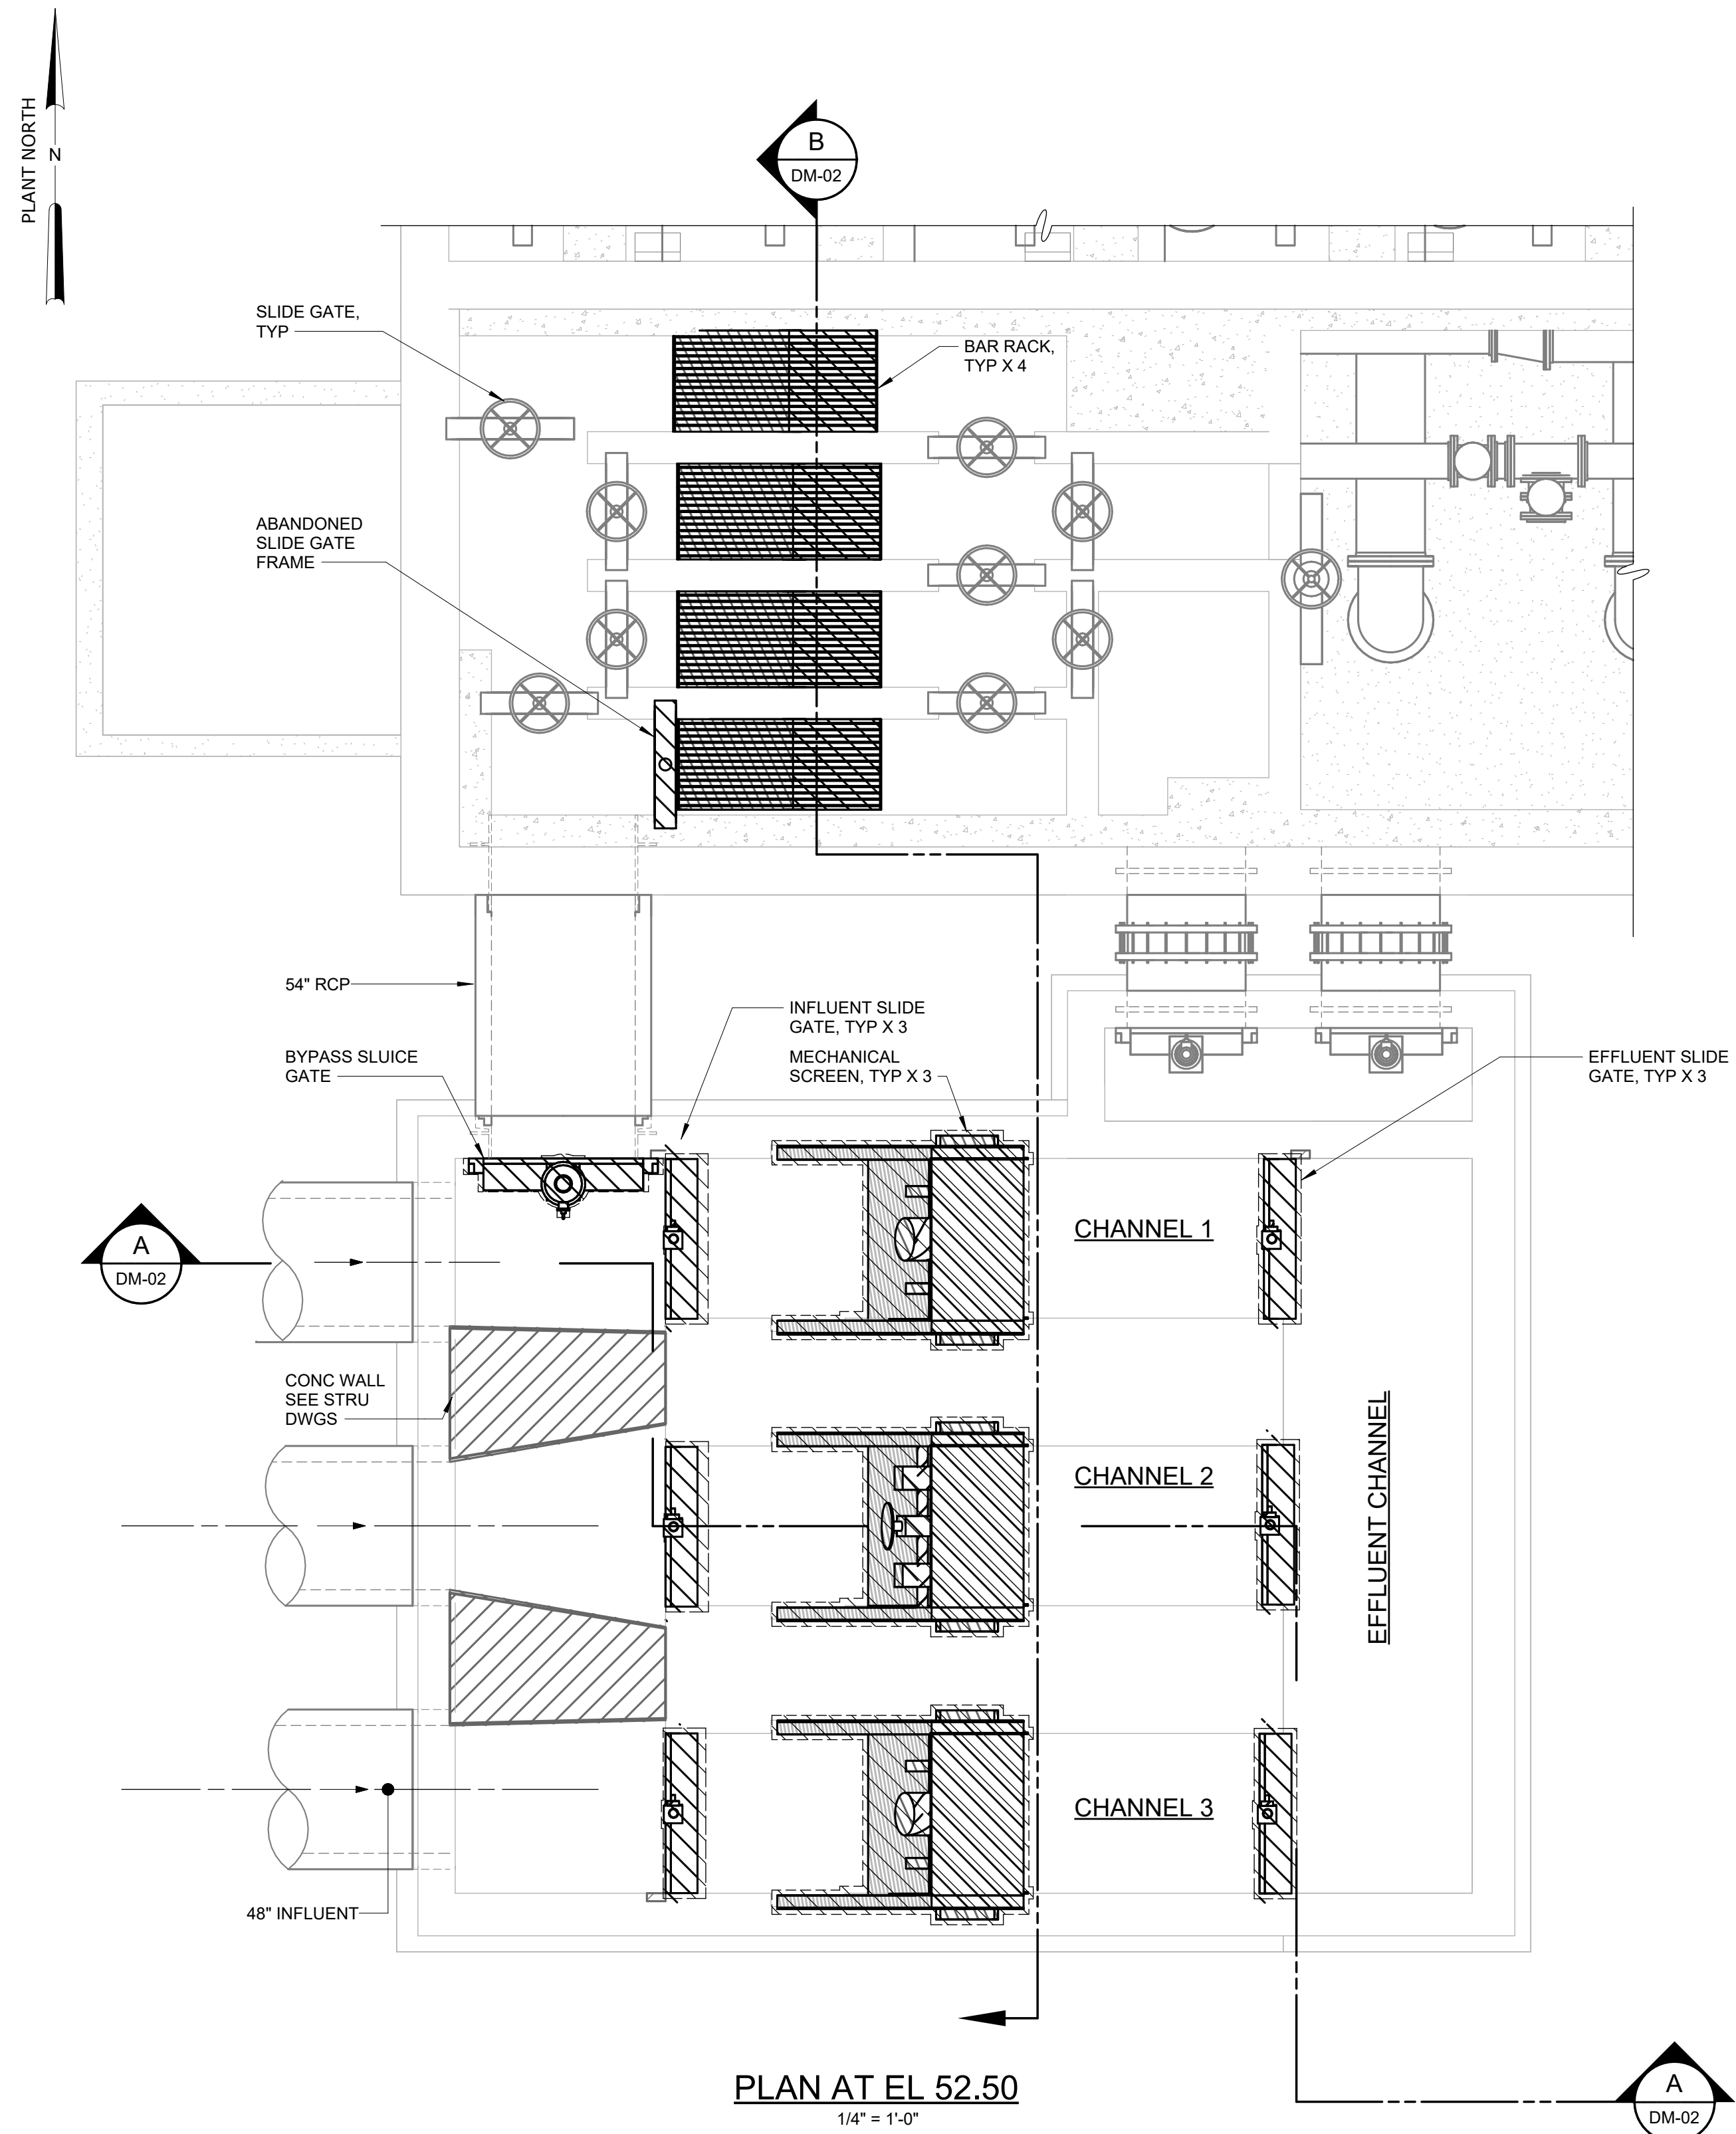 PLANT NORTH
N
B
DM-02
SLIDE GATE,
TYP
BAR RACK,
TYP X 4
ABANDONED
SLIDE GATE
FRAME
54" RCP
INFLUENT SLIDE
GATE, TYP X 3
BYPASS SLUICE
GATE
MECHANICAL
SCREEN, TYP X 3
EFFLUENT SLIDE
GATE, TYP X 3
A
DM-02
CHANNEL 1
CONC WALL
SEE STRU
DWGS
CHANNEL 2
EFFLUENT CHANNEL
CHANNEL 3
48" INFLUENT
PLAN AT EL 52.50
1/4" = 1'-0"
A
DM-02